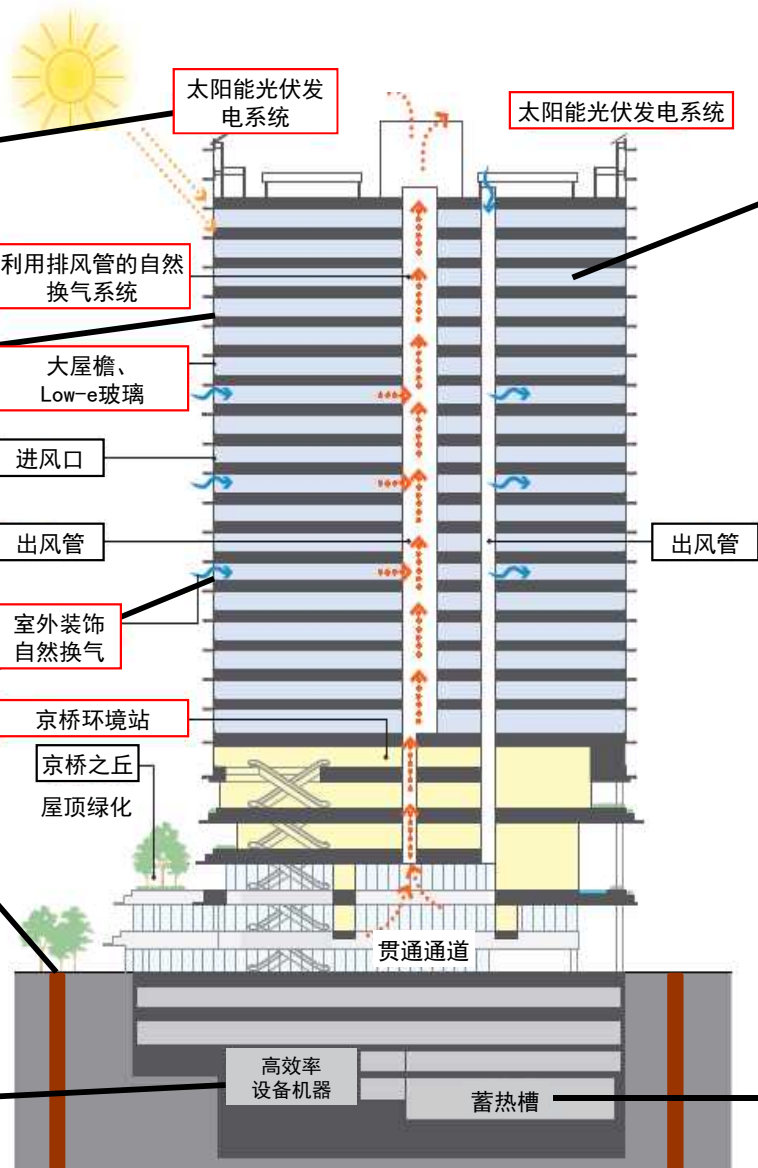 太阳能光伏发
电系统
太阳能光伏发电系统
利用排风管的自然
换气系统
大屋檐、
Low-e玻璃
进风口
出风管
出风管
室外装饰
自然换气
京桥环境站
京桥之丘
屋顶绿化
贯通通道
高效率
设备机器
蓄热槽